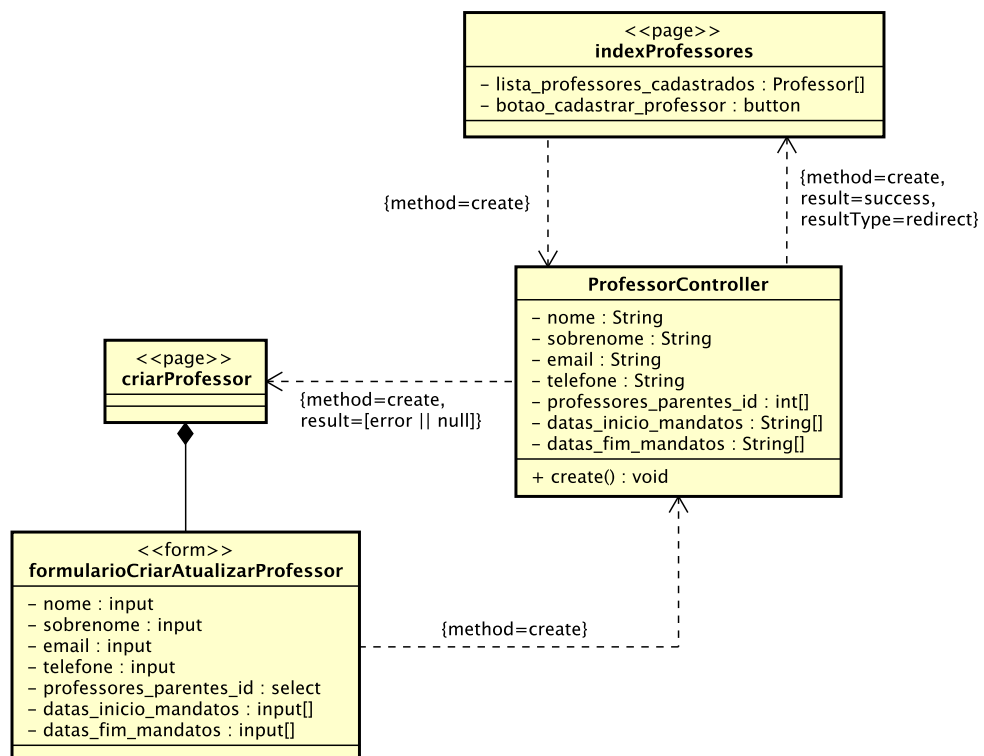 <<page>>
indexProfessores
- lista_professores_cadastrados : Professor[]
- botao_cadastrar_professor : button
{method=create}
{method=create,
result=success,
resultType=redirect}
ProfessorController
- nome : String
- sobrenome : String
- email : String
- telefone : String
- professores_parentes_id : int[]
- datas_inicio_mandatos : String[]
- datas_fim_mandatos : String[]
+ create() : void
<<page>>
criarProfessor
{method=create,
result=[error || null]}
<<form>>
formularioCriarAtualizarProfessor
- nome : input
- sobrenome : input
- email : input
- telefone : input
- professores_parentes_id : select
- datas_inicio_mandatos : input[]
- datas_fim_mandatos : input[]
{method=create}